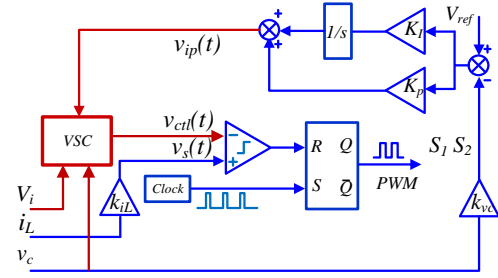 V_ref
K_I
1/s
+
+
v_ip(t)
+
−
K_p
VSC
v_ctl(t)
v_s(t)
−
+
R Q
S Q̄
S_1 S_2
PWM
Clock
k_iL
k_vc
V_i
i_L
v_c